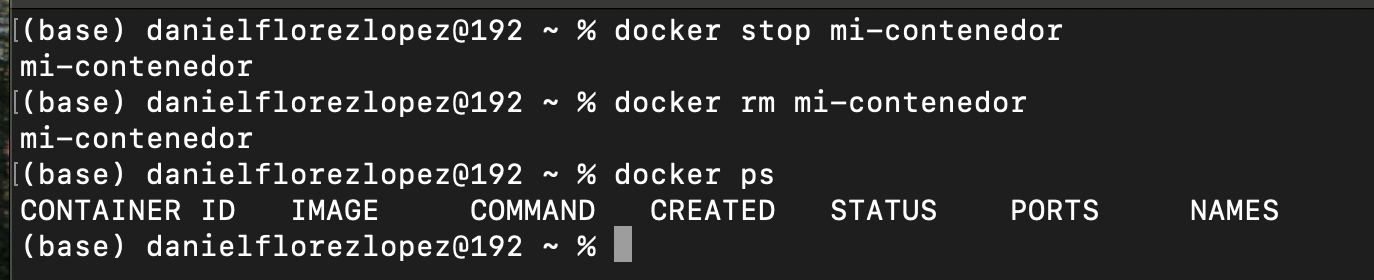 [(base) danielflorezlopez@192 ~ % docker stop mi-contenedor
mi-contenedor
[(base) danielflorezlopez@192 ~ % docker rm mi-contenedor
mi-contenedor
[(base) danielflorezlopez@192 ~ % docker ps
CONTAINER ID   IMAGE     COMMAND   CREATED   STATUS    PORTS     NAMES
(base) danielflorezlopez@192 ~ %